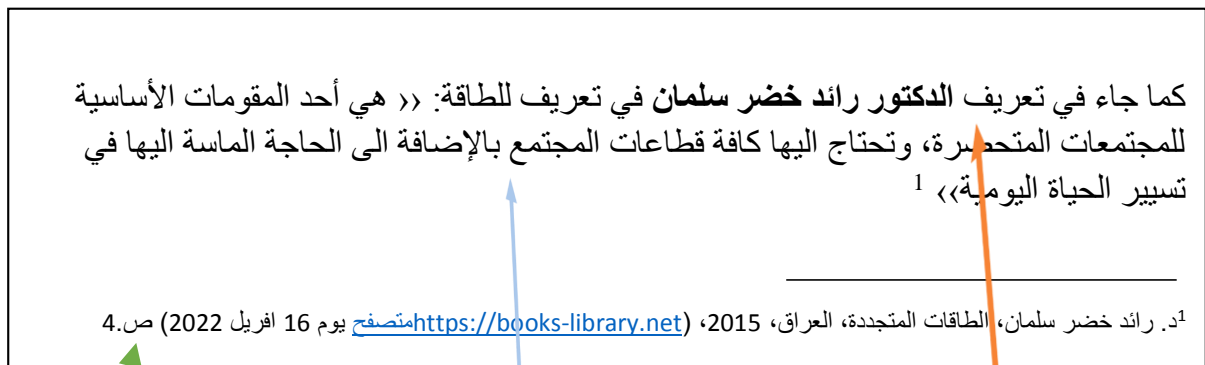 كما جاء في تعريف الدكتور رائد خضر سلمان في تعريف للطاقة: ‹‹ هي أحد المقومات الأساسية
للمجتمعات المتحضرة، وتحتاج اليها كافة قطاعات المجتمع بالإضافة الى الحاجة الماسة اليها في
تسيير الحياة اليومية›› 1
1د. رائد خضر سلمان، الطاقات المتجددة، العراق، 2015، (https://books-library.netمتصفح يوم 16 افريل 2022) ص.4